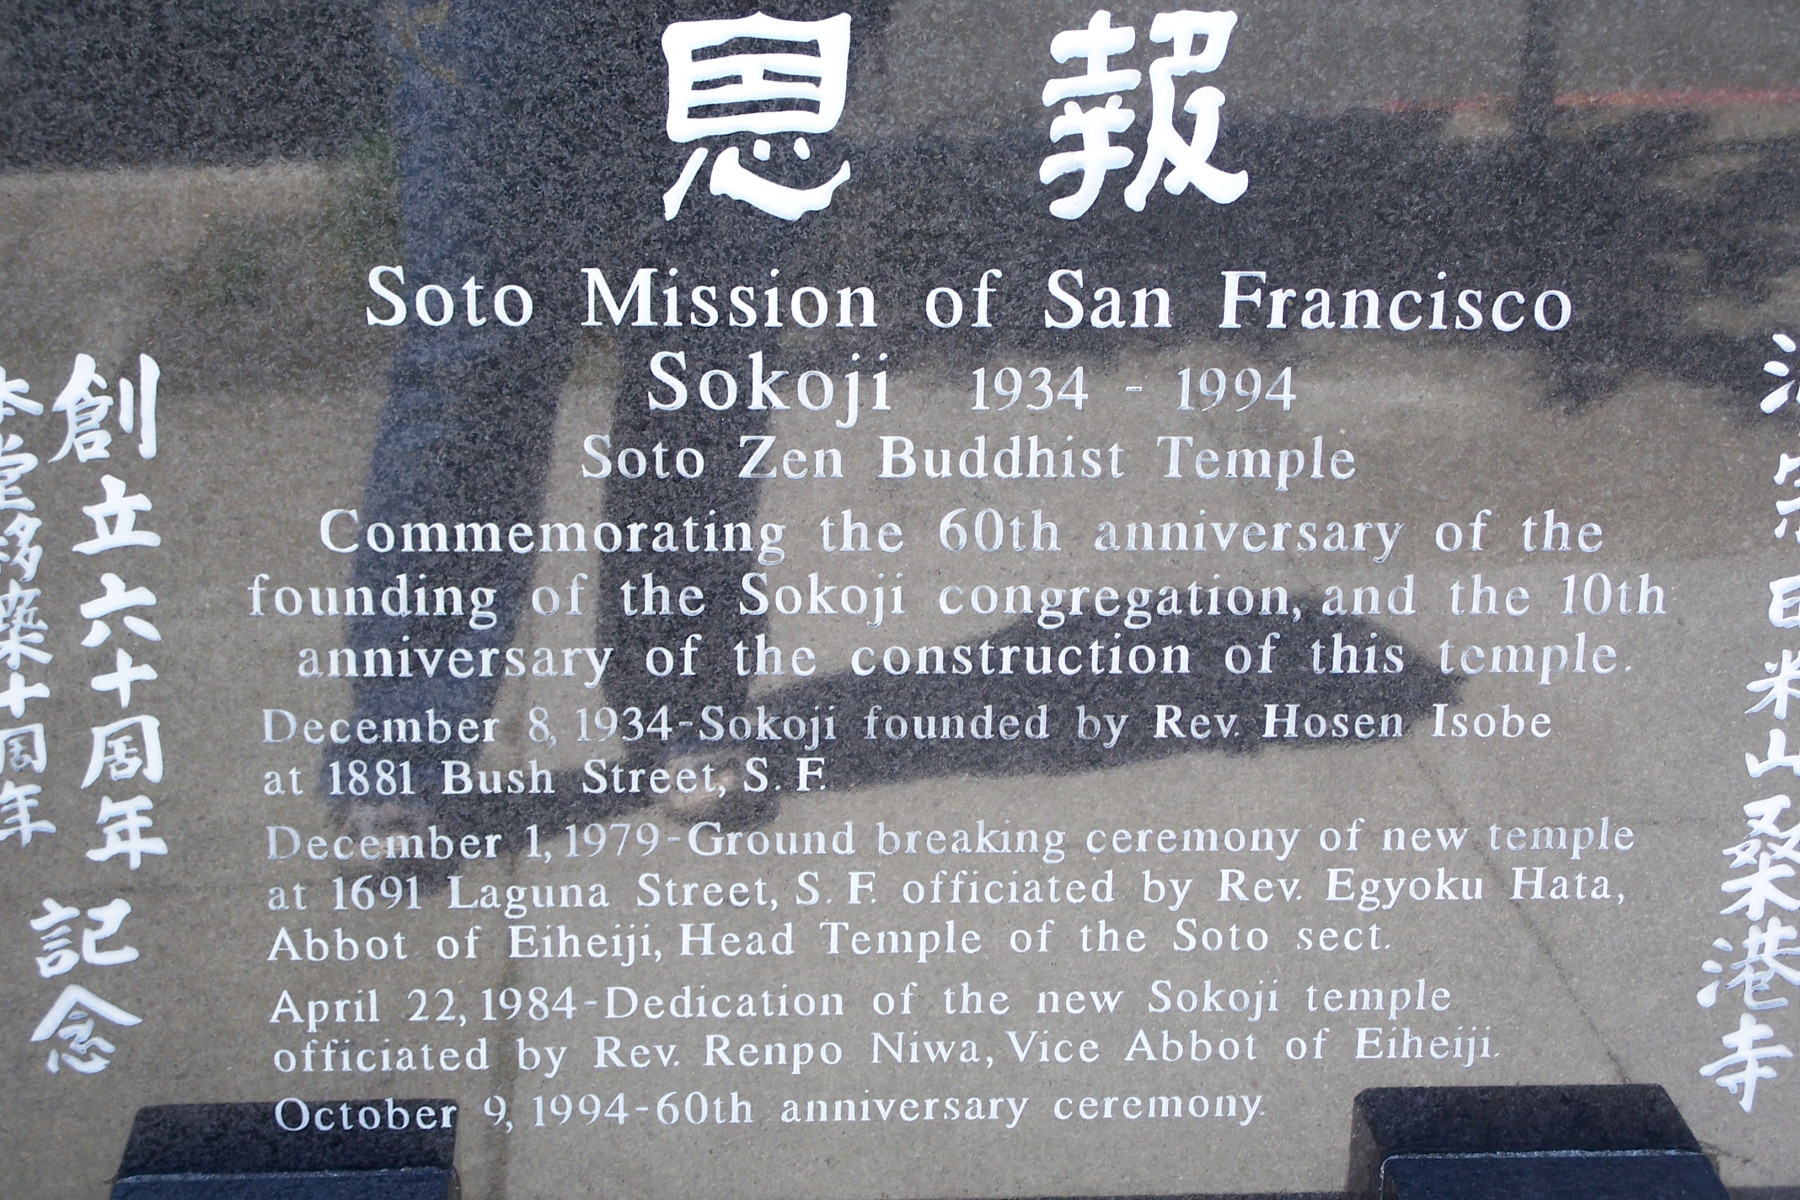 報恩
Soto Mission of San Francisco
Sokoji 1934 - 1994
Soto Zen Buddhist Temple
Commemorating the 60th anniversary of the
founding of the Sokoji congregation, and the 10th
anniversary of the construction of this temple.
December 8, 1934-Sokoji founded by Rev. Hosen Isobe
at 1881 Bush Street, S. F.
December 1, 1979-Ground breaking ceremony of new temple
at 1691 Laguna Street, S. F. officiated by Rev. Egyoku Hata,
Abbot of Eiheiji, Head Temple of the Soto sect.
April 22, 1984-Dedication of the new Sokoji temple
officiated by Rev. Renpo Niwa, Vice Abbot of Eiheiji.
October 9, 1994-60th anniversary ceremony.
宗日米山桑港寺
創立六十周年
本堂移築十周年
記念